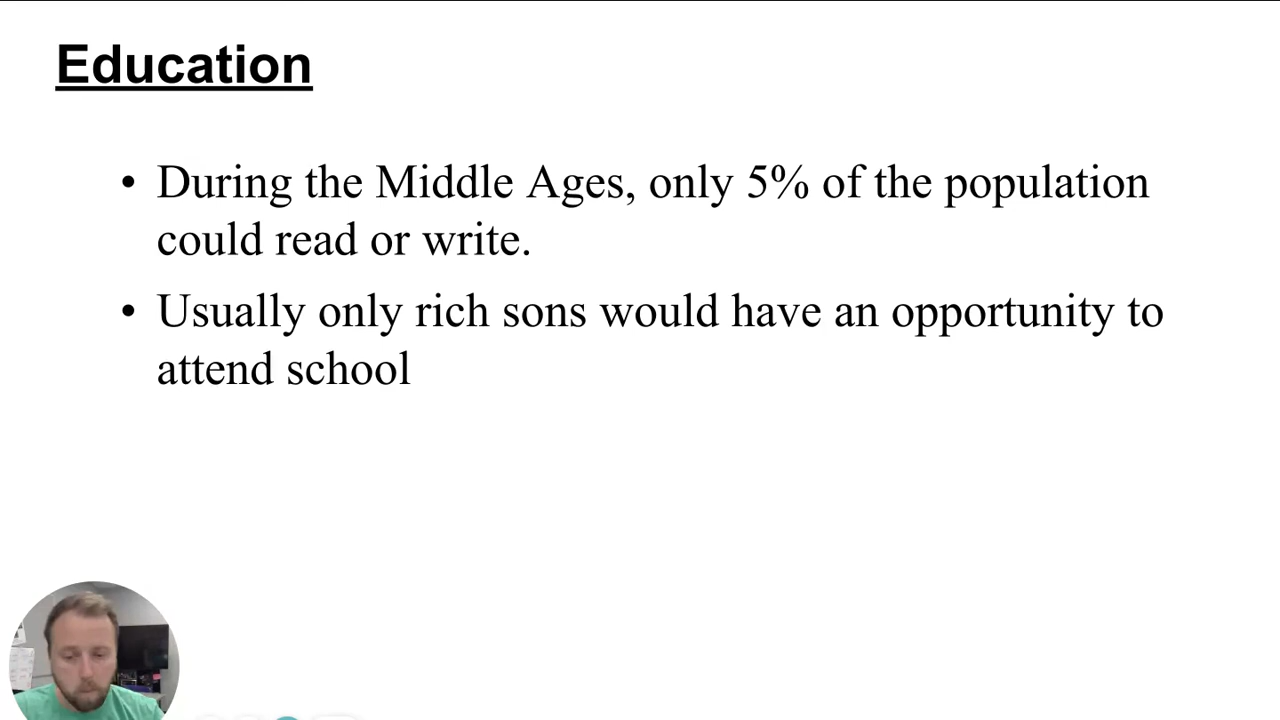 Education
• During the Middle Ages, only 5% of the population
could read or write.
• Usually only rich sons would have an opportunity to
attend school